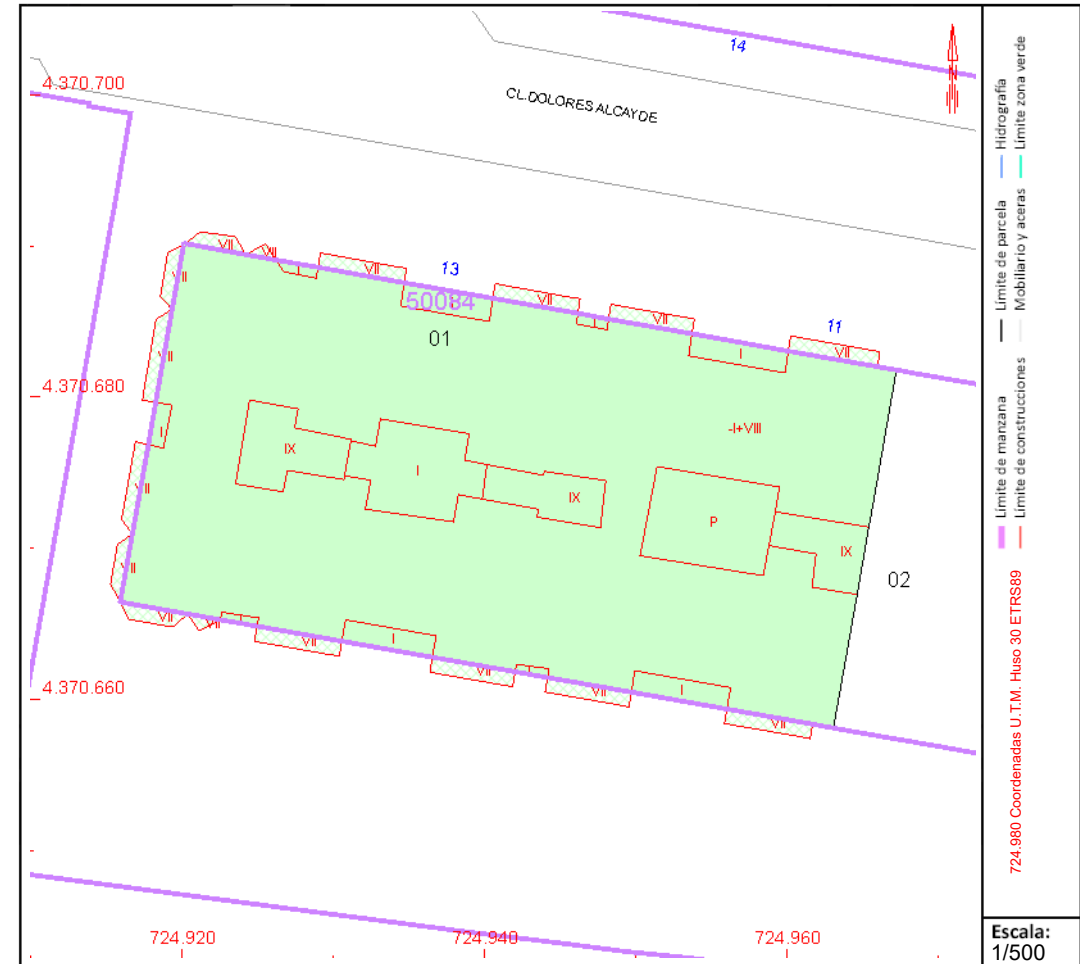 14
4.370.700
CL.DOLORES ALCAYDE
VII
VII
VII
13
VII
I
VII
50084
VII
I
11
01
VII
I
VII
4.370.680
-I+VIII
I
IX
I
IX
P
VII
IX
VII
02
VII
VII
I
VII
I
VII
I
VII
I
VII
4.370.660
724.920
724.940
724.960
N
Hidrografía
Límite zona verde
Límite de parcela
Mobiliario y aceras
Límite de manzana
Límite de construcciones
724.980 Coordenadas U.T.M. Huso 30 ETRS89
Escala:
1/500